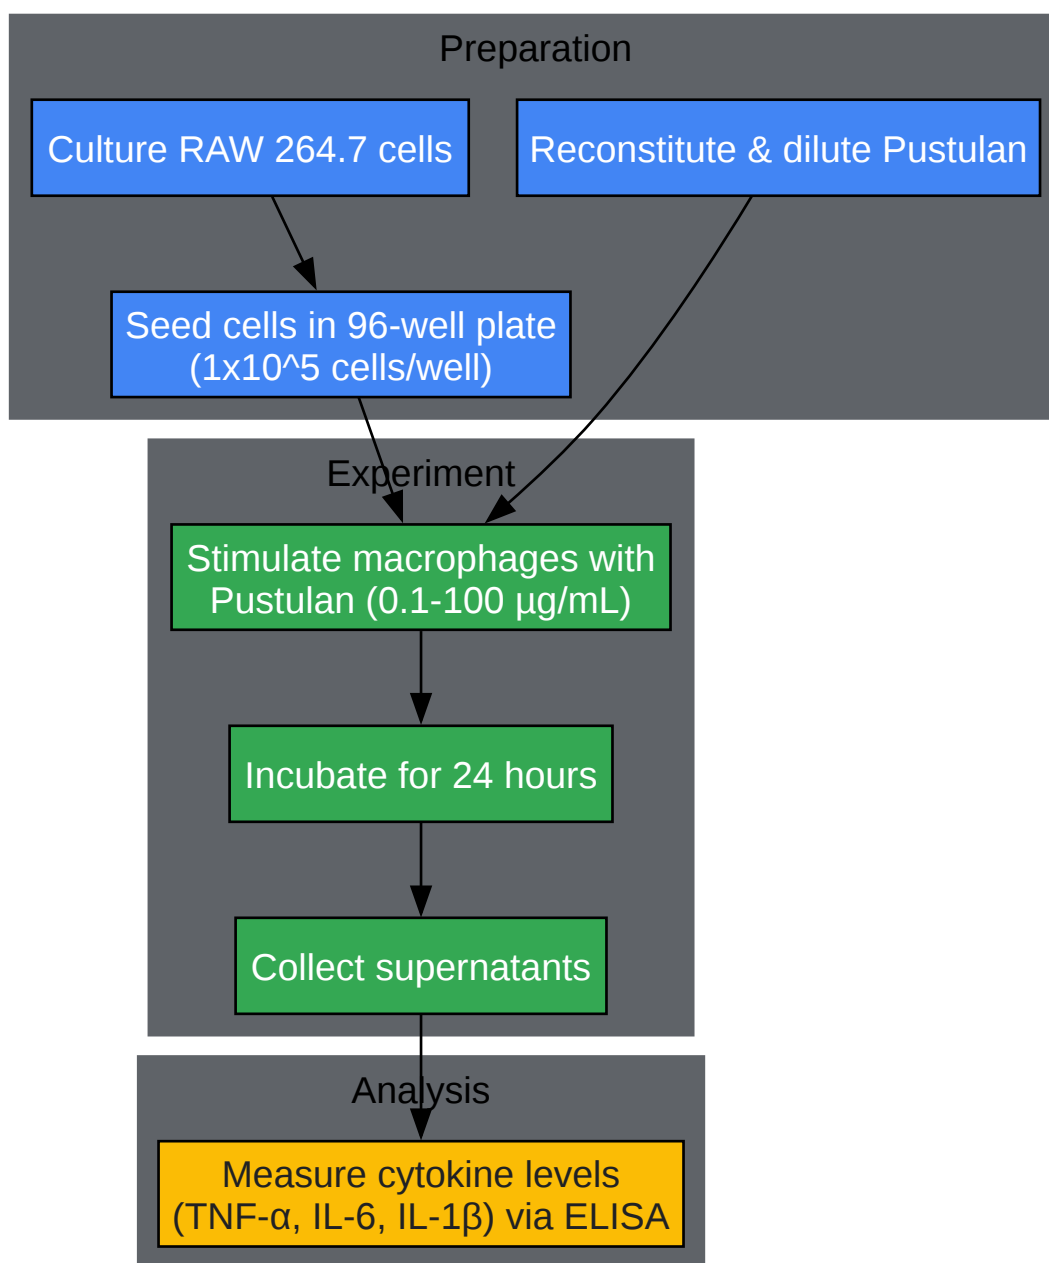 Preparation
Culture RAW 264.7 cells
Reconstitute & dilute Pustulan
Seed cells in 96-well plate
(1x10^5 cells/well)
Experiment
Stimulate macrophages with
Pustulan (0.1-100 µg/mL)
Incubate for 24 hours
Collect supernatants
Analysis
Measure cytokine levels
(TNF-α, IL-6, IL-1β) via ELISA